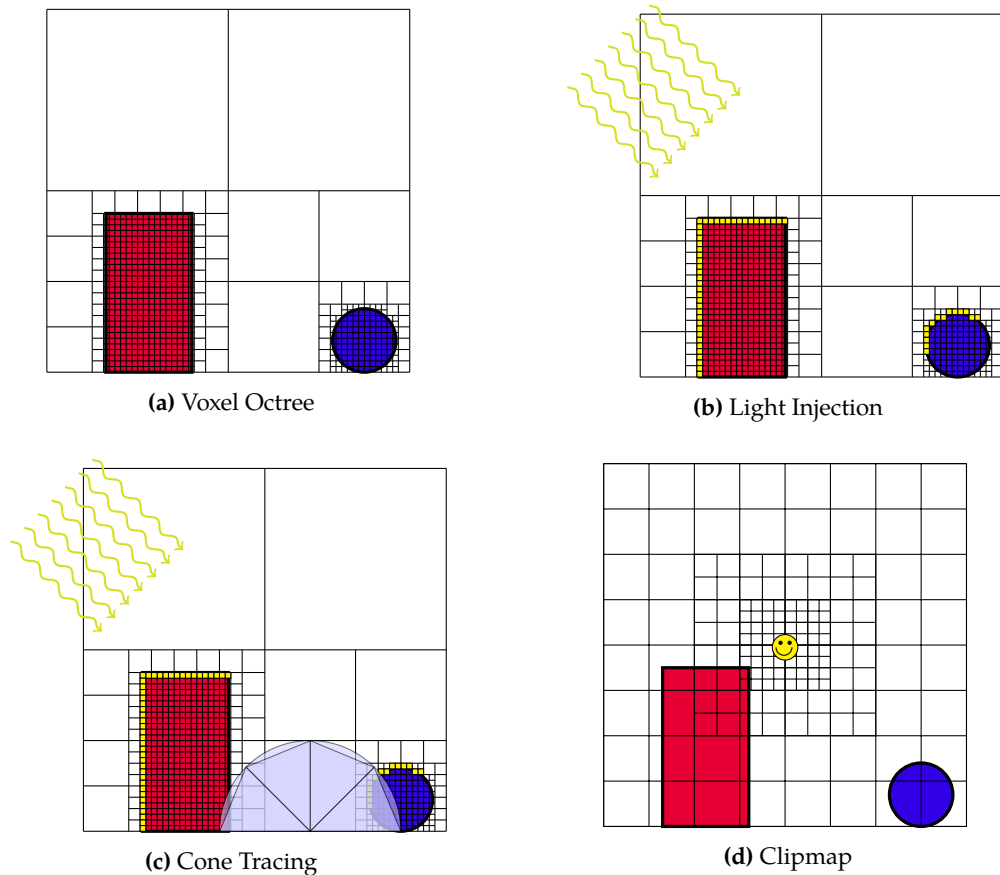 (a) Voxel Octree
(b) Light Injection
(c) Cone Tracing
(d) Clipmap